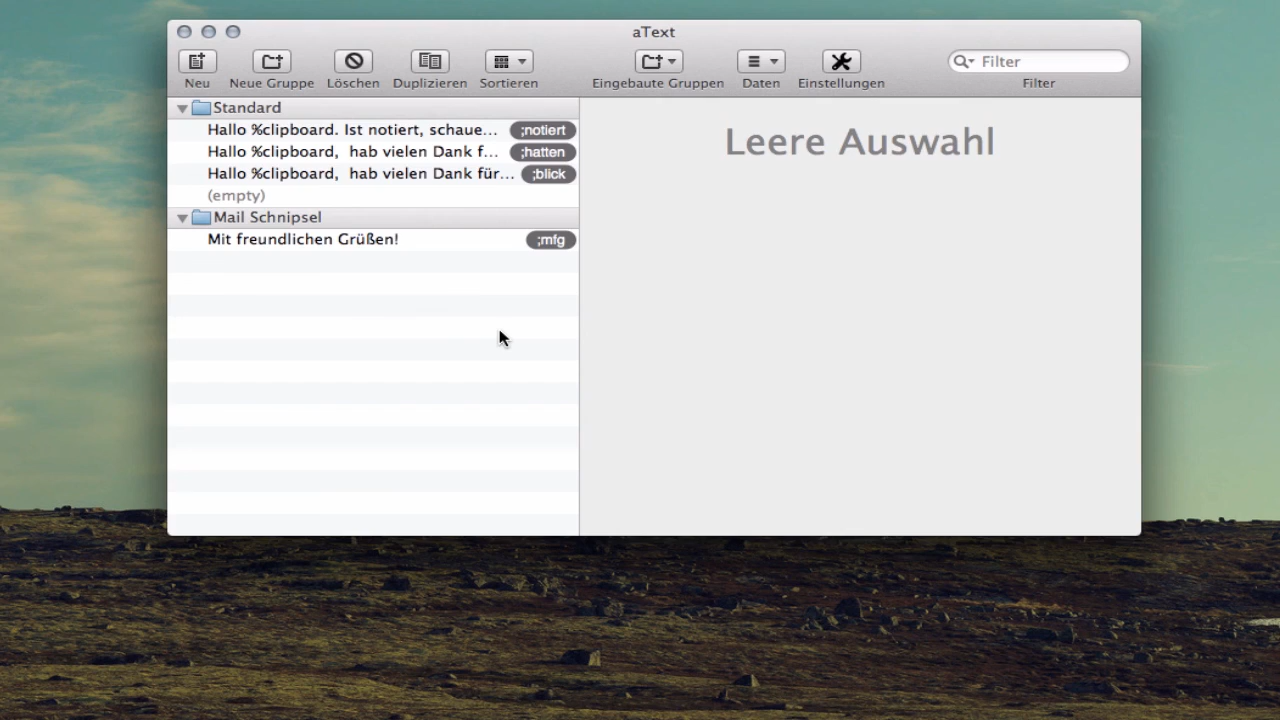 aText
Neu Neue Gruppe Löschen Duplizieren Sortieren Eingebaute Gruppen Daten Einstellungen Filter
Filter
Standard
Hallo %clipboard. Ist notiert, schaue... ;notiert
Hallo %clipboard,  hab vielen Dank f... ;hatten
Hallo %clipboard,  hab vielen Dank für... ;blick
(empty)
Mail Schnipsel
Mit freundlichen Grüßen! ;mfg
Leere Auswahl